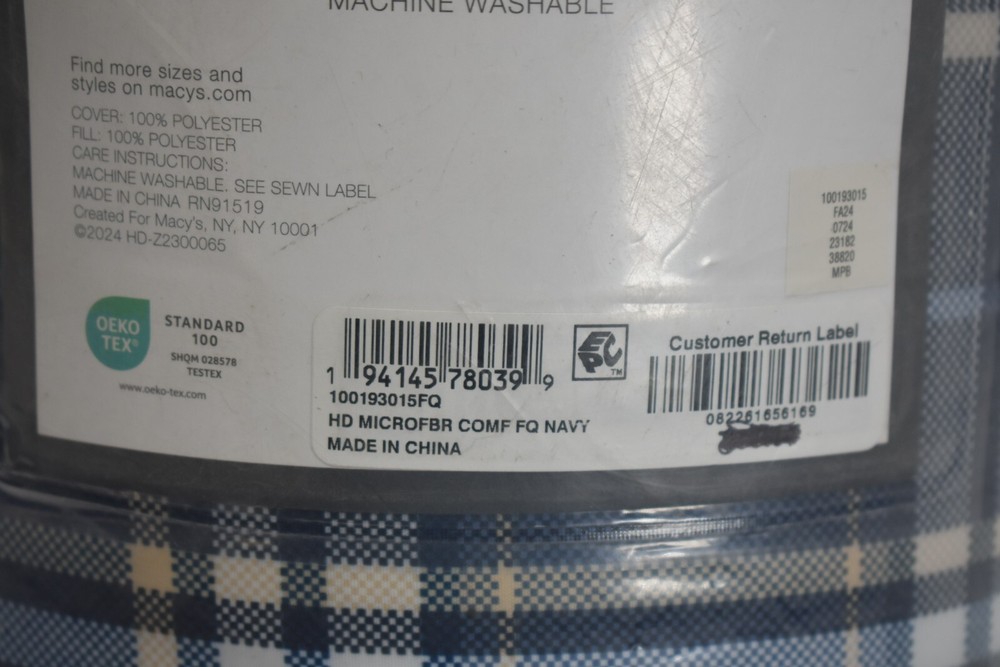 MACHINE WASHABLE
Find more sizes and
styles on macys.com
COVER: 100% POLYESTER
FILL: 100% POLYESTER
CARE INSTRUCTIONS:
MACHINE WASHABLE. SEE SEWN LABEL
MADE IN CHINA RN91519
Created For Macy's, NY, NY 10001
©2024 HD-Z2300065
OEKO
TEX®
STANDARD
100
SHQM 028578
TESTEX
www.oeko-tex.com
1 94145 78039 9
100193015FQ
HD MICROFBR COMF FQ NAVY
MADE IN CHINA
EPC
TM
Customer Return Label
082261656169
100193015
FA24
0724
23182
38820
MPB